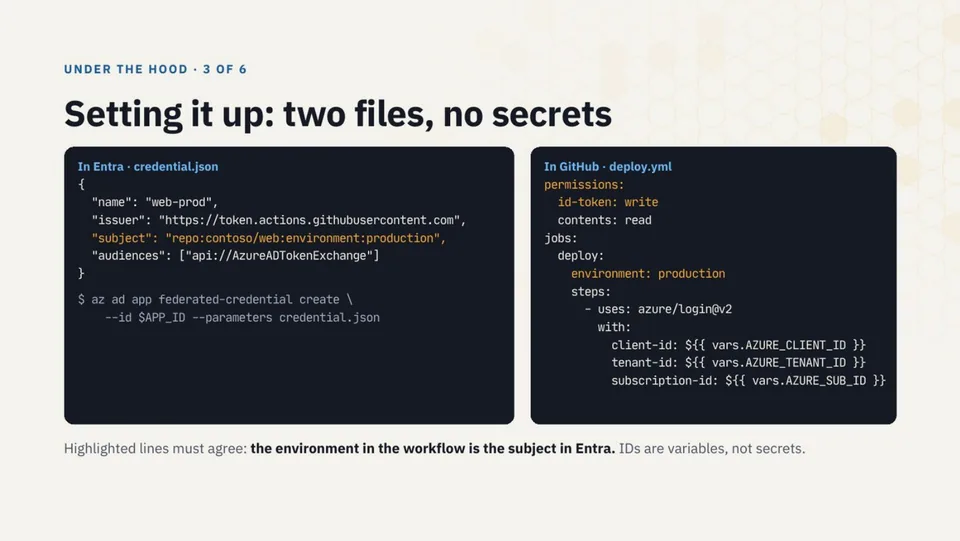 UNDER THE HOOD · 3 OF 6
Setting it up: two files, no secrets
In Entra · credential.json
{
  "name": "web-prod",
  "issuer": "https://token.actions.githubusercontent.com",
  "subject": "repo:contoso/web:environment:production",
  "audiences": ["api://AzureADTokenExchange"]
}
$ az ad app federated-credential create \
    --id $APP_ID --parameters credential.json
In GitHub · deploy.yml
permissions:
  id-token: write
  contents: read
jobs:
  deploy:
    environment: production
    steps:
      - uses: azure/login@v2
        with:
          client-id: ${{ vars.AZURE_CLIENT_ID }}
          tenant-id: ${{ vars.AZURE_TENANT_ID }}
          subscription-id: ${{ vars.AZURE_SUB_ID }}
Highlighted lines must agree: the environment in the workflow is the subject in Entra. IDs are variables, not secrets.